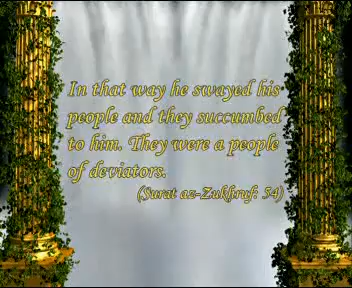 In that way he swayed his
people and they succumbed
to him. They were a people
of deviators.
(Surat az-Zukhruf: 54)